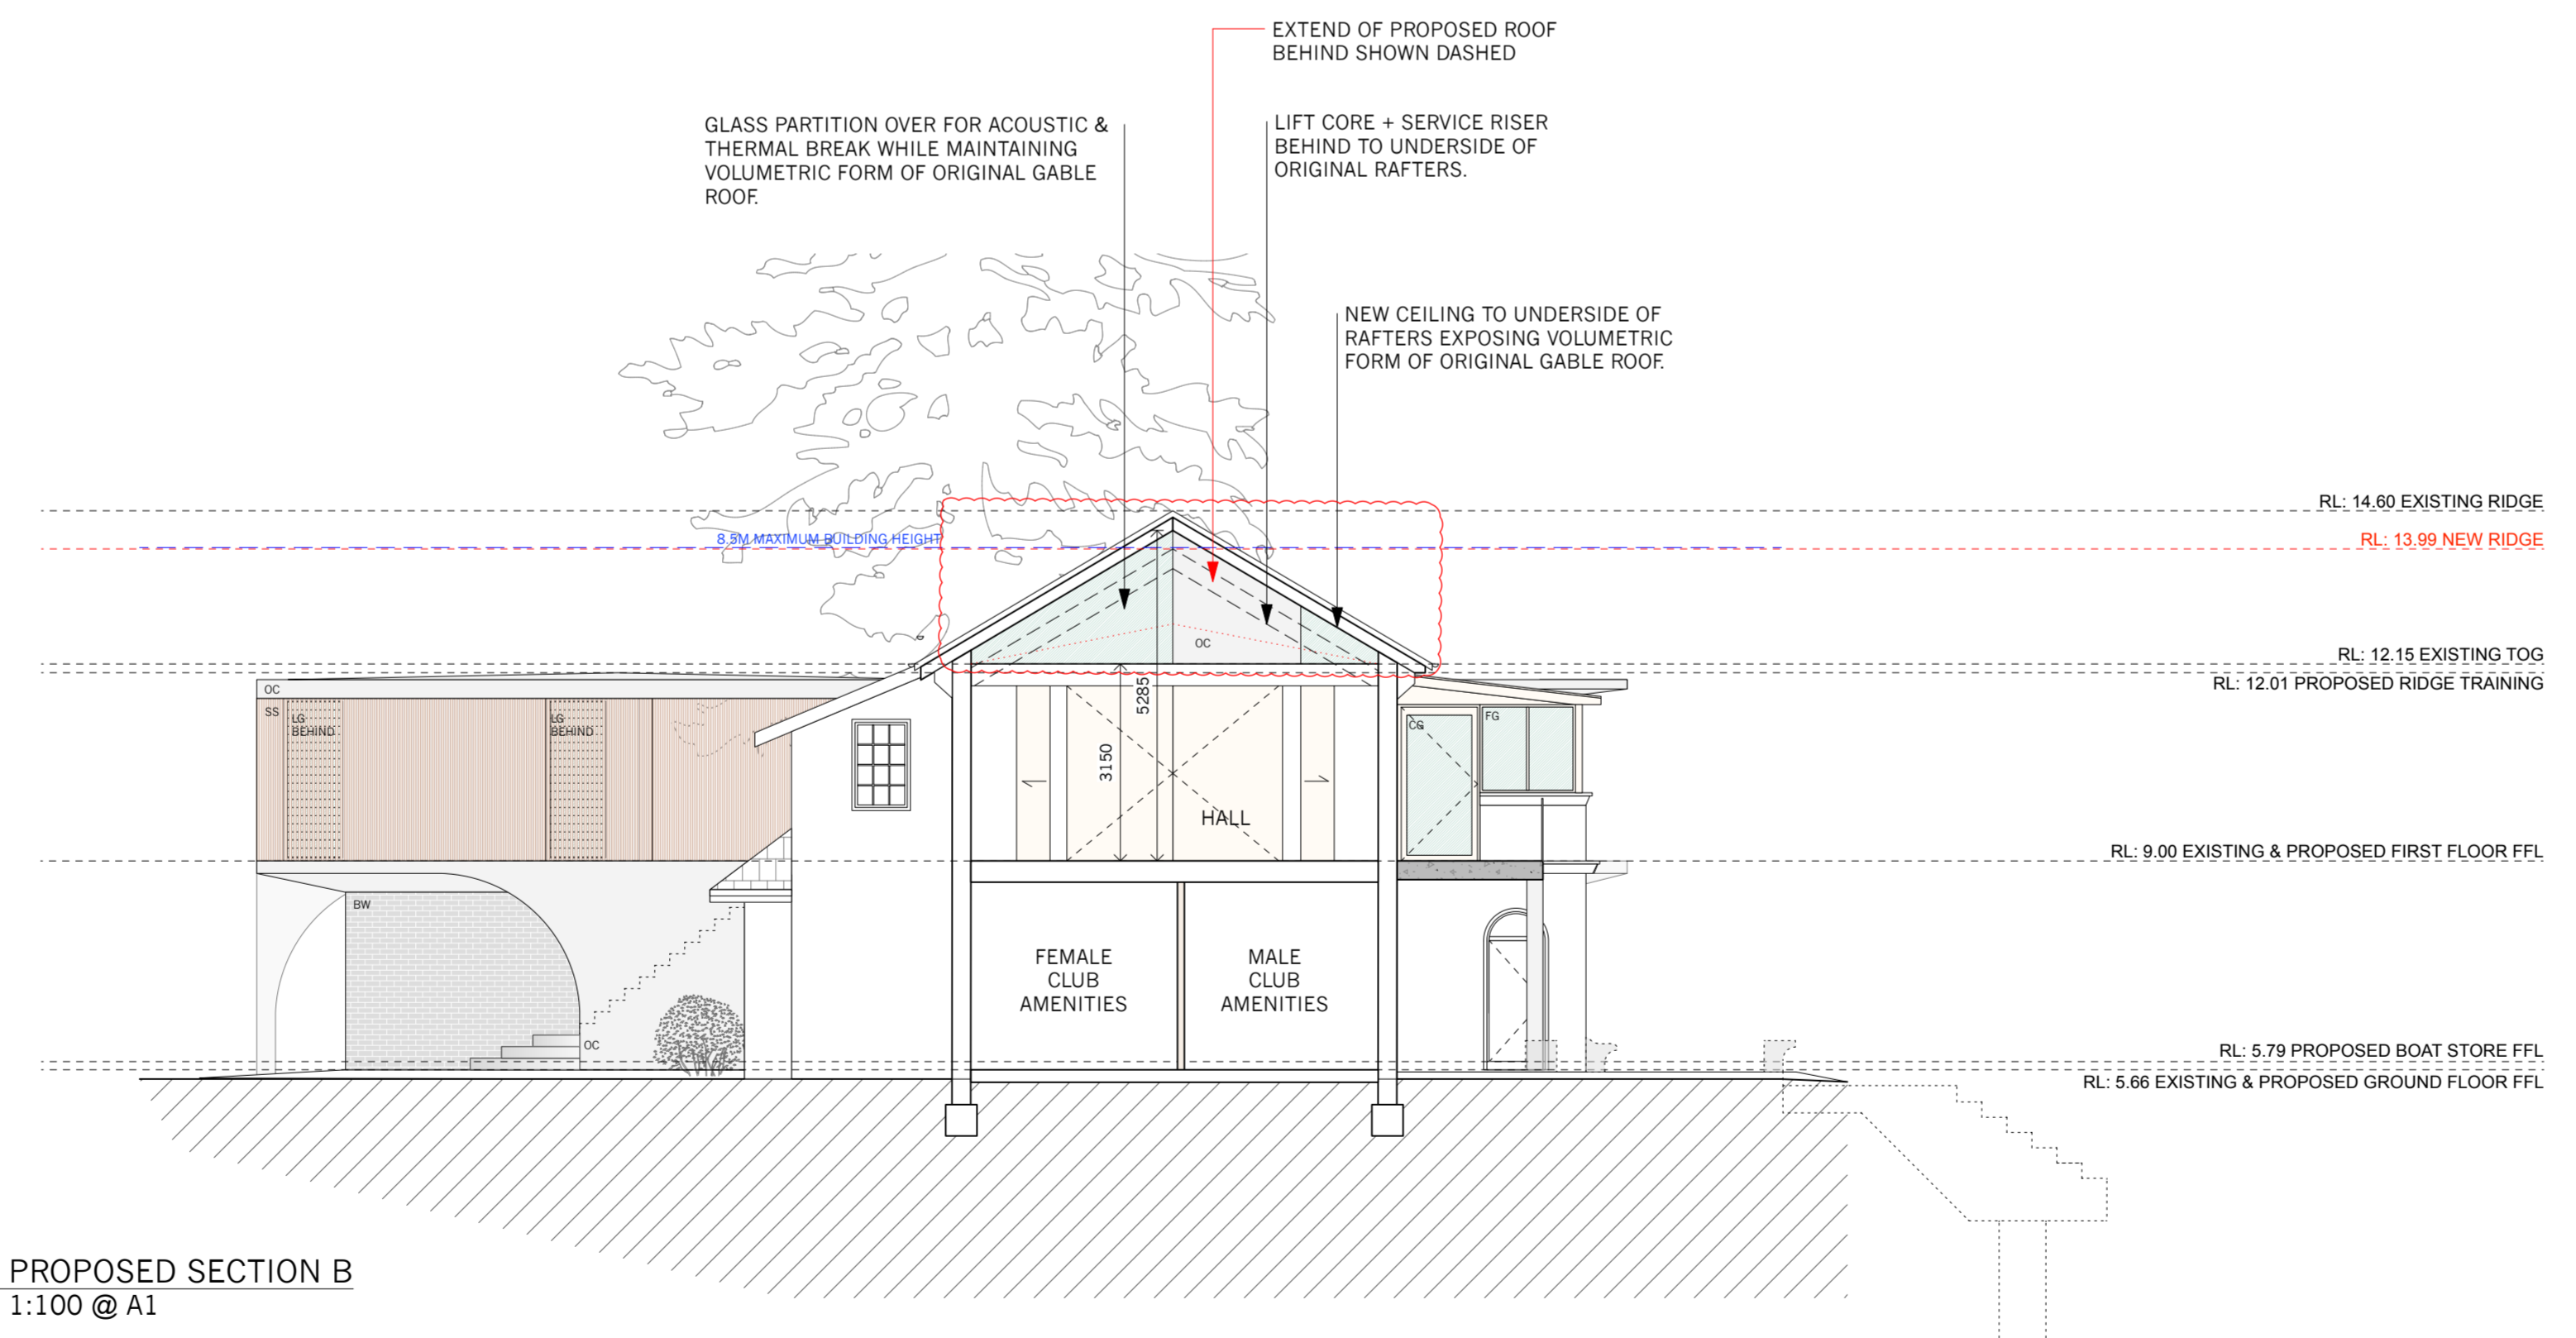 EXTEND OF PROPOSED ROOF
BEHIND SHOWN DASHED
GLASS PARTITION OVER FOR ACOUSTIC &
THERMAL BREAK WHILE MAINTAINING
VOLUMETRIC FORM OF ORIGINAL GABLE
ROOF.
LIFT CORE + SERVICE RISER
BEHIND TO UNDERSIDE OF
ORIGINAL RAFTERS.
NEW CEILING TO UNDERSIDE OF
RAFTERS EXPOSING VOLUMETRIC
FORM OF ORIGINAL GABLE ROOF.
RL: 14.60 EXISTING RIDGE
8.5M MAXIMUM BUILDING HEIGHT
RL: 13.99 NEW RIDGE
OC
RL: 12.15 EXISTING TOG
RL: 12.01 PROPOSED RIDGE TRAINING
OC
SS
LG
BEHIND
LG
BEHIND
5285
3150
HALL
CG
FG
RL: 9.00 EXISTING & PROPOSED FIRST FLOOR FFL
BW
FEMALE
CLUB
AMENITIES
MALE
CLUB
AMENITIES
OC
RL: 5.79 PROPOSED BOAT STORE FFL
RL: 5.66 EXISTING & PROPOSED GROUND FLOOR FFL
PROPOSED SECTION B
1:100 @ A1